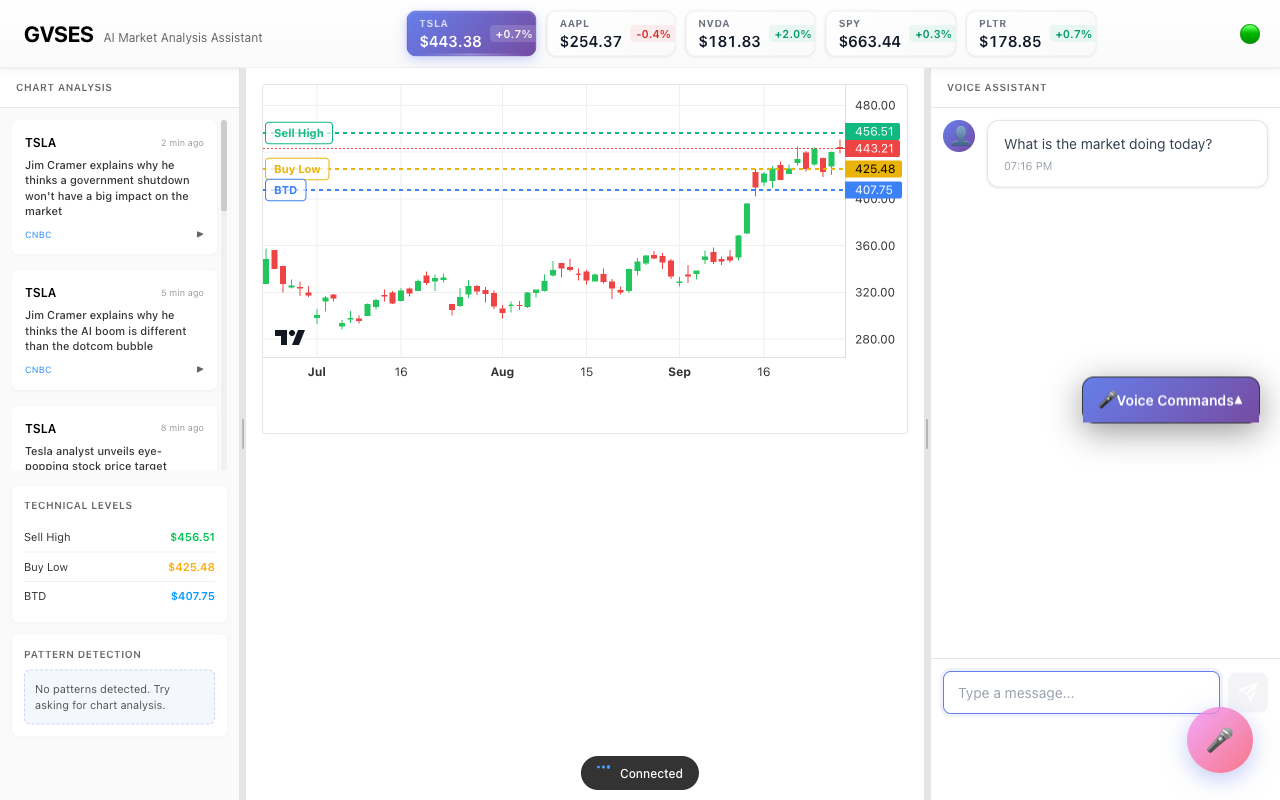 GVSES AI Market Analysis Assistant
TSLA
$443.38 +0.7%
AAPL
$254.37 -0.4%
NVDA
$181.83 +2.0%
SPY
$663.44 +0.3%
PLTR
$178.85 +0.7%
CHART ANALYSIS
TSLA 2 min ago
Jim Cramer explains why he
thinks a government shutdown
won't have a big impact on the
market
CNBC
TSLA 5 min ago
Jim Cramer explains why he
thinks the AI boom is different
than the dotcom bubble
CNBC
TSLA 8 min ago
Tesla analyst unveils eye-
popping stock price target
TECHNICAL LEVELS
Sell High $456.51
Buy Low $425.48
BTD $407.75
PATTERN DETECTION
No patterns detected. Try
asking for chart analysis.
Sell High
Buy Low
BTD
480.00
456.51
443.21
425.48
407.75
400.00
360.00
320.00
280.00
Jul 16 Aug 15 Sep 16
Connected
VOICE ASSISTANT
What is the market doing today?
07:16 PM
Voice Commands
Type a message...